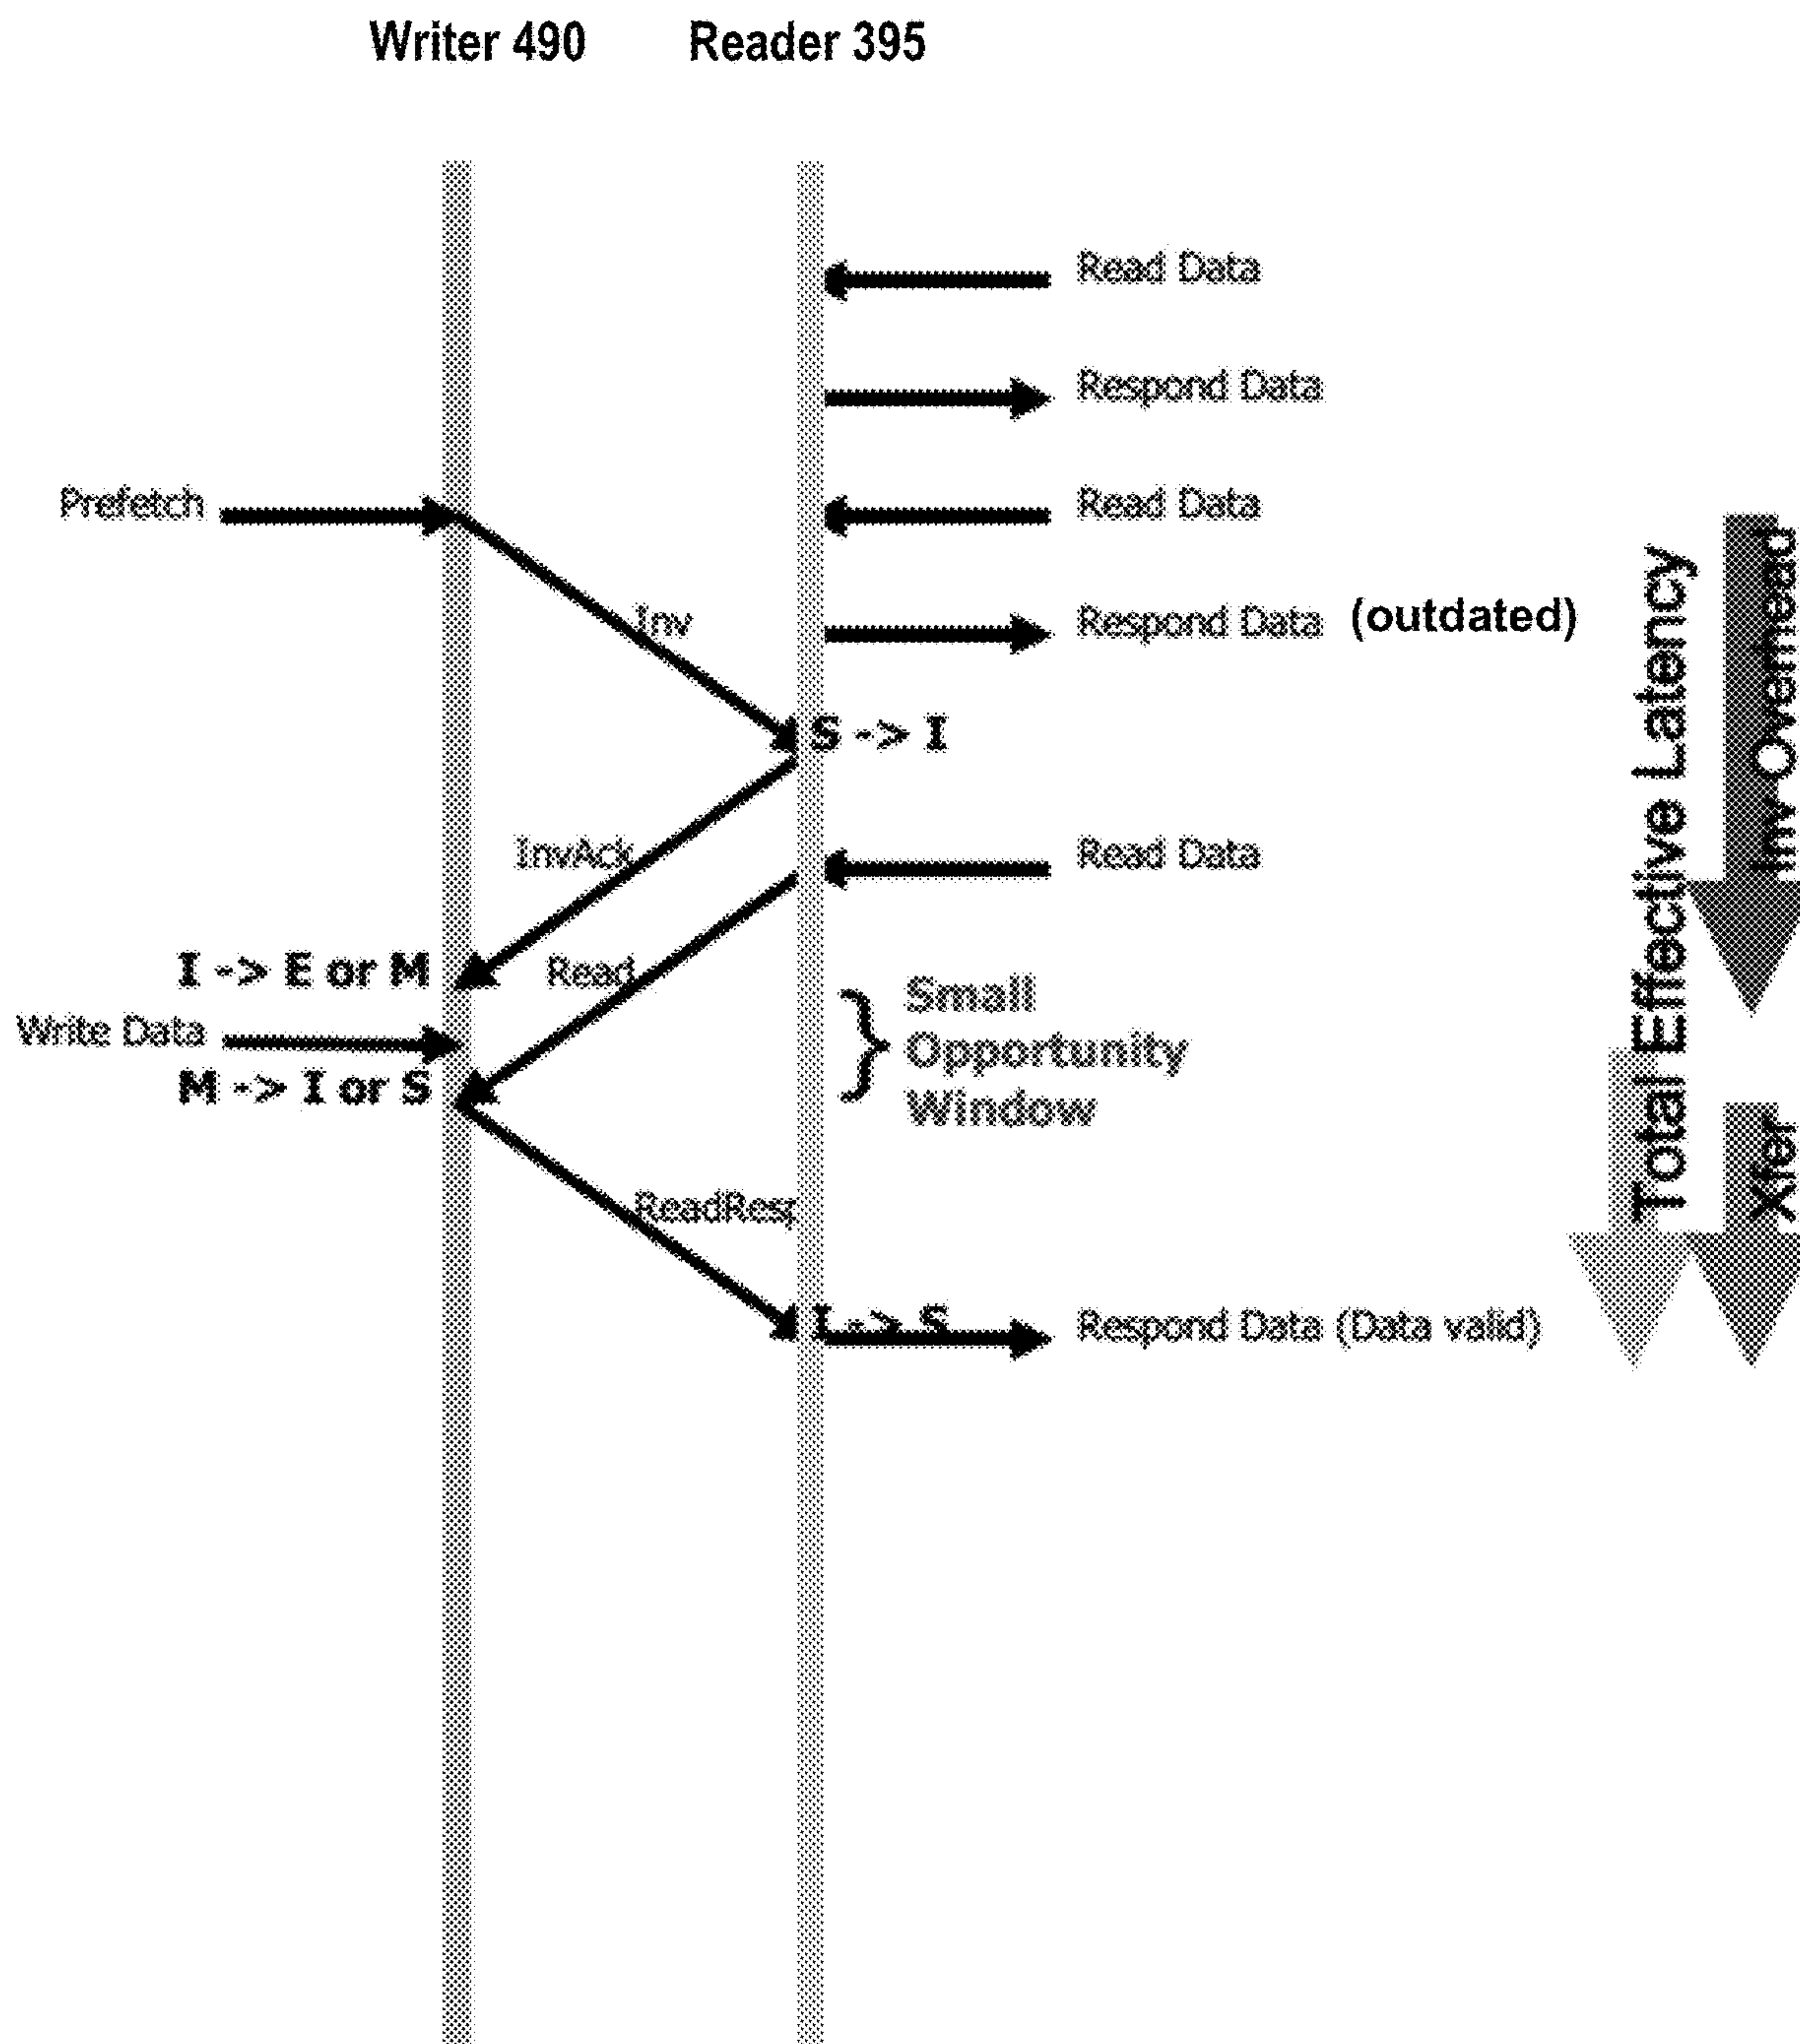 Writer 490
Reader 395
Read Data
Respond Data
Prefetch
Read Data
Inv
Respond Data (outdated)
S -> I
InvAck
Read Data
I -> E or M
Read
Small
Opportunity
Window
Write Data
M -> I or S
ReadResp
I -> S
Respond Data (Data valid)
Total Effective Latency
Inv Overhead
Xfer